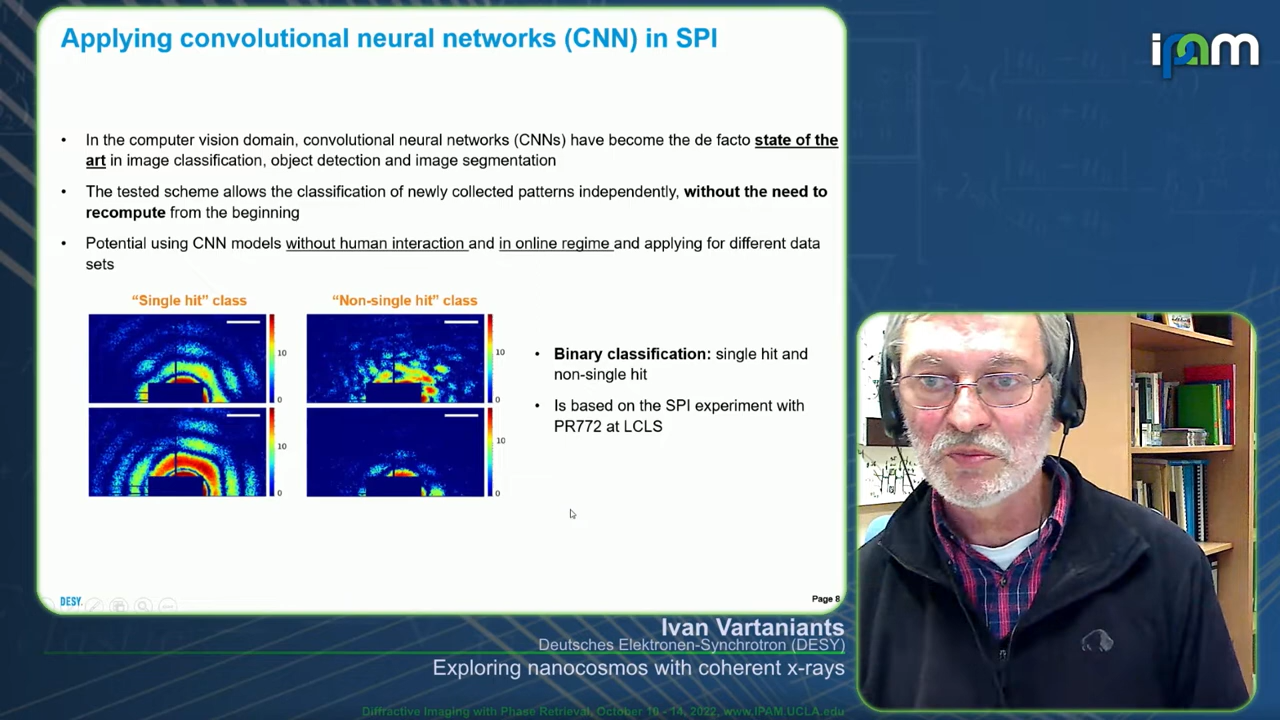 Applying convolutional neural networks (CNN) in SPI
ipam
• In the computer vision domain, convolutional neural networks (CNNs) have become the de facto state of the
art in image classification, object detection and image segmentation
• The tested scheme allows the classification of newly collected patterns independently, without the need to
recompute from the beginning
• Potential using CNN models without human interaction and in online regime and applying for different data
sets
“Single hit” class
“Non-single hit” class
10
0
10
0
10
0
10
0
• Binary classification: single hit and
non-single hit
• Is based on the SPI experiment with
PR772 at LCLS
DESY.
Page 8
Ivan Vartaniants
Deutsches Elektronen-Synchrotron (DESY)
Exploring nanocosmos with coherent x-rays
Diffractive Imaging with Phase Retrieval, October 10 - 14, 2022, www.IPAM.UCLA.edu